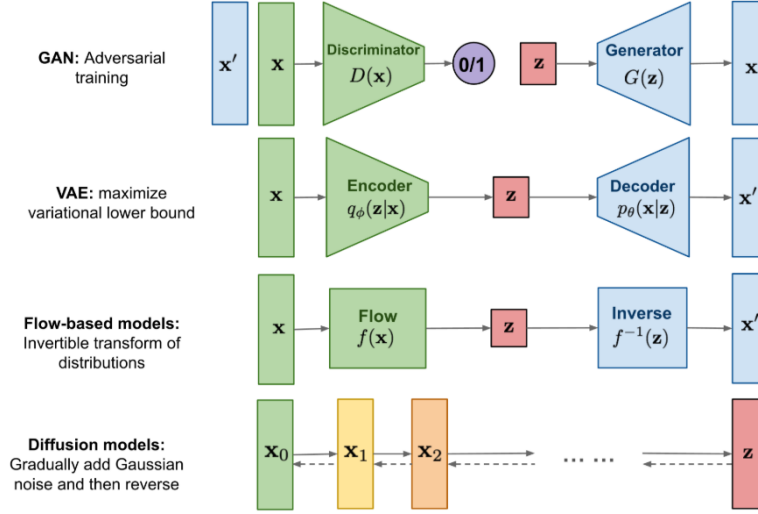 GAN: Adversarial
training
x′
x
Discriminator
D(x)
0/1
z
Generator
G(z)
x
VAE: maximize
variational lower bound
x
Encoder
qϕ(z|x)
z
Decoder
pθ(x|z)
x′
Flow-based models:
Invertible transform of
distributions
x
Flow
f(x)
z
Inverse
f⁻¹(z)
x′
Diffusion models:
Gradually add Gaussian
noise and then reverse
x₀
x₁
x₂
... ...
z